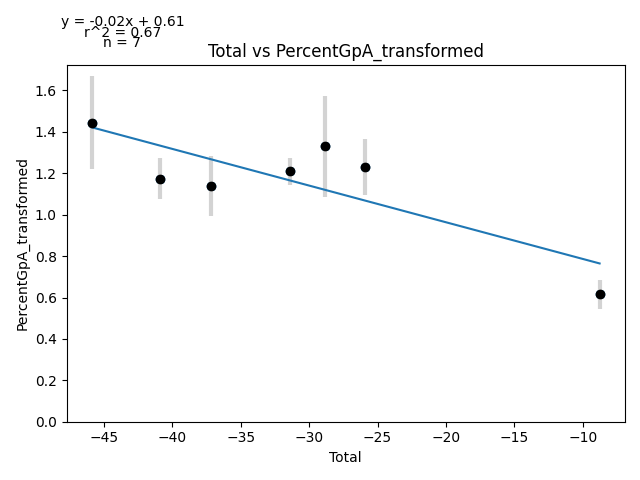 y = -0.02x + 0.61
r^2 = 0.67
n = 7
Total vs PercentGpA_transformed
PercentGpA_transformed
1.6
1.4
1.2
1.0
0.8
0.6
0.4
0.2
0.0
−45 −40 −35 −30 −25 −20 −15 −10
Total